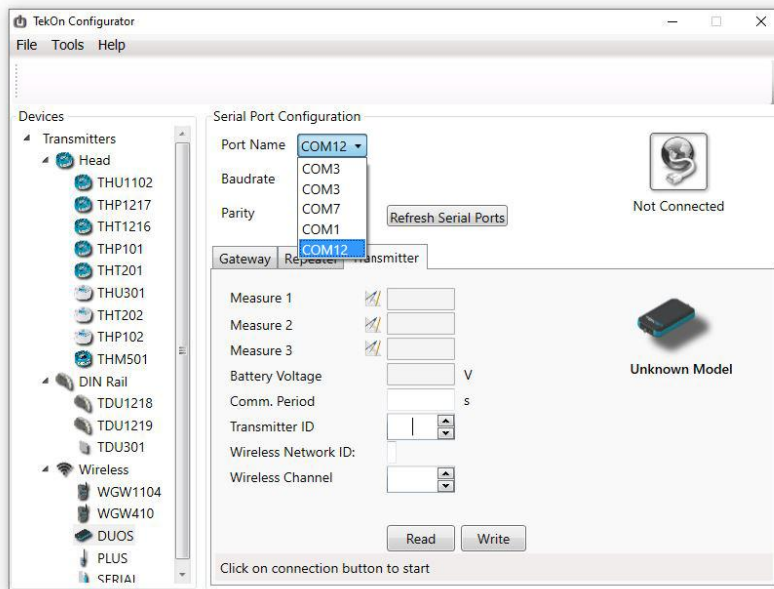 TekOn Configurator
File Tools Help
Devices
Transmitters
Head
THU1102
THP1217
THT1216
THP101
THT201
THU301
THT202
THP102
THM501
DIN Rail
TDU1218
TDU1219
TDU301
Wireless
WGW1104
WGW410
DUOS
PLUS
SERIAL
Serial Port Configuration
Port Name COM12
COM3
COM3
COM7
COM1
COM12
Baudrate
Parity
Refresh Serial Ports
Not Connected
Gateway Repeater Transmitter
Measure 1
Measure 2
Measure 3
Battery Voltage V
Comm. Period s
Transmitter ID
Wireless Network ID:
Wireless Channel
Unknown Model
Read Write
Click on connection button to start